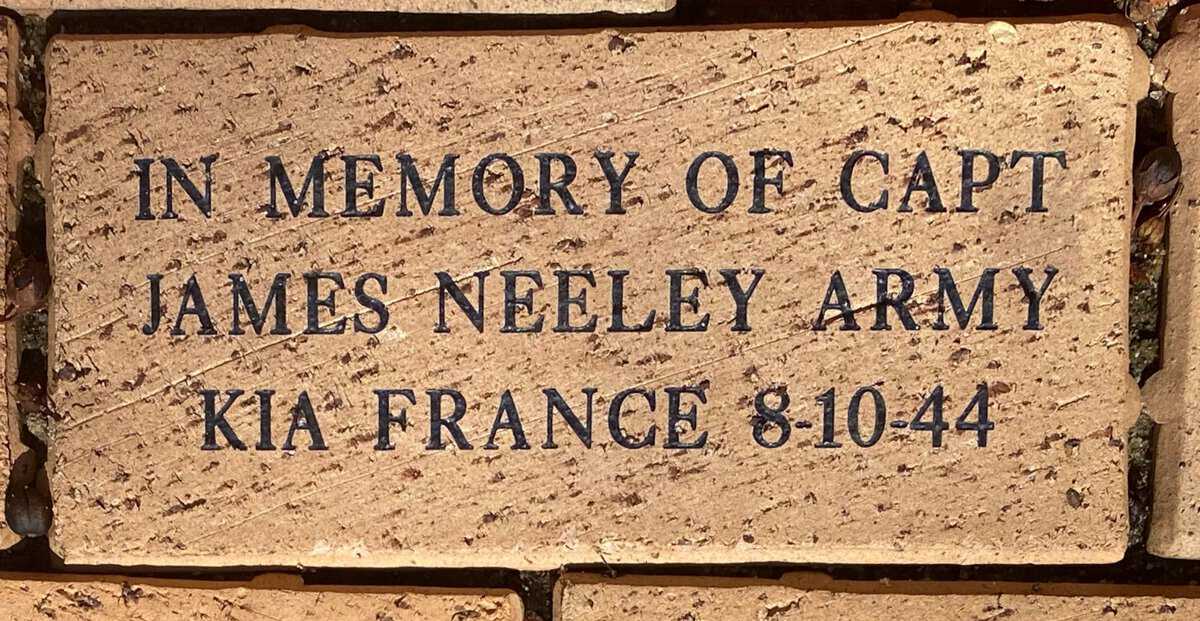 IN MEMORY OF CAPT
JAMES NEELEY ARMY
KIA FRANCE 8-10-44